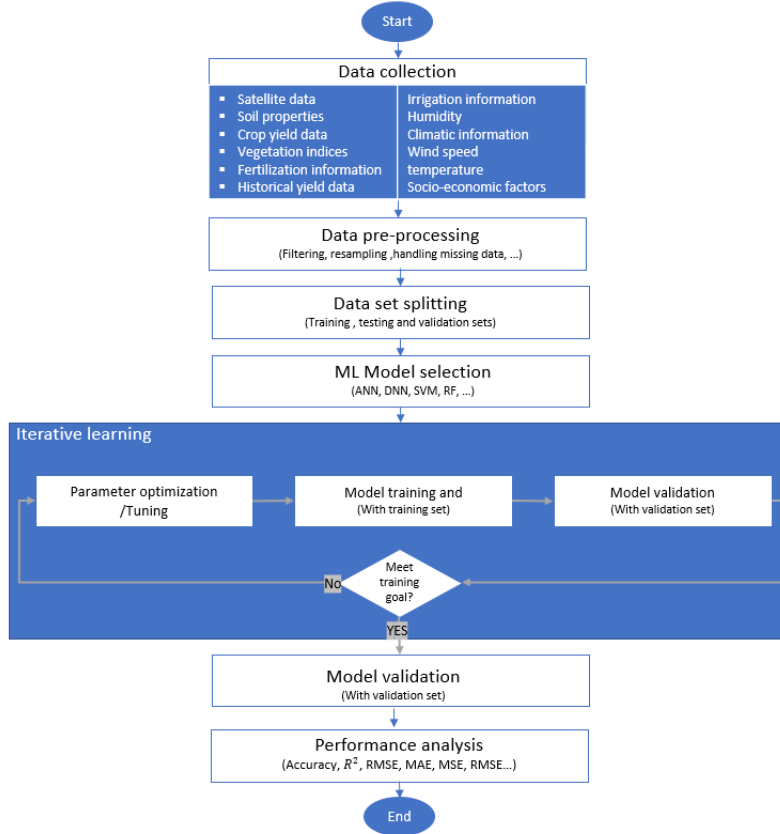 Start
Data collection
▪ Satellite data
▪ Soil properties
▪ Crop yield data
▪ Vegetation indices
▪ Fertilization information
▪ Historical yield data
Irrigation information
Humidity
Climatic information
Wind speed
temperature
Socio-economic factors
Data pre-processing
(Filtering, resampling ,handling missing data, ...)
Data set splitting
(Training , testing and validation sets)
ML Model selection
(ANN, DNN, SVM, RF, ...)
Iterative learning
Parameter optimization
/Tuning
Model training and
(With training set)
Model validation
(With validation set)
Meet
training
goal?
No
YES
Model validation
(With validation set)
Performance analysis
(Accuracy, R², RMSE, MAE, MSE, RMSE...)
End